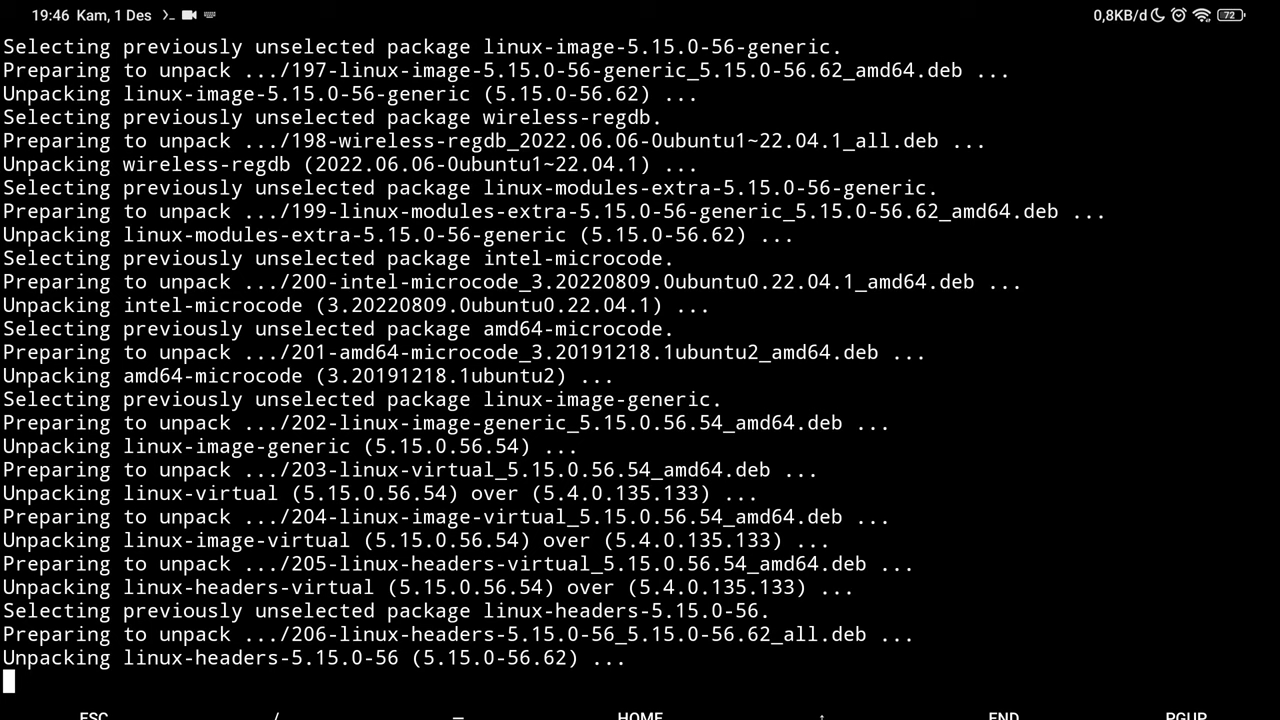 19:46 Kam, 1 Des 0,8KB/d 72
Selecting previously unselected package linux-image-5.15.0-56-generic.
Preparing to unpack .../197-linux-image-5.15.0-56-generic_5.15.0-56.62_amd64.deb ...
Unpacking linux-image-5.15.0-56-generic (5.15.0-56.62) ...
Selecting previously unselected package wireless-regdb.
Preparing to unpack .../198-wireless-regdb_2022.06.06-0ubuntu1~22.04.1_all.deb ...
Unpacking wireless-regdb (2022.06.06-0ubuntu1~22.04.1) ...
Selecting previously unselected package linux-modules-extra-5.15.0-56-generic.
Preparing to unpack .../199-linux-modules-extra-5.15.0-56-generic_5.15.0-56.62_amd64.deb ...
Unpacking linux-modules-extra-5.15.0-56-generic (5.15.0-56.62) ...
Selecting previously unselected package intel-microcode.
Preparing to unpack .../200-intel-microcode_3.20220809.0ubuntu0.22.04.1_amd64.deb ...
Unpacking intel-microcode (3.20220809.0ubuntu0.22.04.1) ...
Selecting previously unselected package amd64-microcode.
Preparing to unpack .../201-amd64-microcode_3.20191218.1ubuntu2_amd64.deb ...
Unpacking amd64-microcode (3.20191218.1ubuntu2) ...
Selecting previously unselected package linux-image-generic.
Preparing to unpack .../202-linux-image-generic_5.15.0.56.54_amd64.deb ...
Unpacking linux-image-generic (5.15.0.56.54) ...
Preparing to unpack .../203-linux-virtual_5.15.0.56.54_amd64.deb ...
Unpacking linux-virtual (5.15.0.56.54) over (5.4.0.135.133) ...
Preparing to unpack .../204-linux-image-virtual_5.15.0.56.54_amd64.deb ...
Unpacking linux-image-virtual (5.15.0.56.54) over (5.4.0.135.133) ...
Preparing to unpack .../205-linux-headers-virtual_5.15.0.56.54_amd64.deb ...
Unpacking linux-headers-virtual (5.15.0.56.54) over (5.4.0.135.133) ...
Selecting previously unselected package linux-headers-5.15.0-56.
Preparing to unpack .../206-linux-headers-5.15.0-56_5.15.0-56.62_all.deb ...
Unpacking linux-headers-5.15.0-56 (5.15.0-56.62) ...
ESC / — HOME ↑ END PGUP